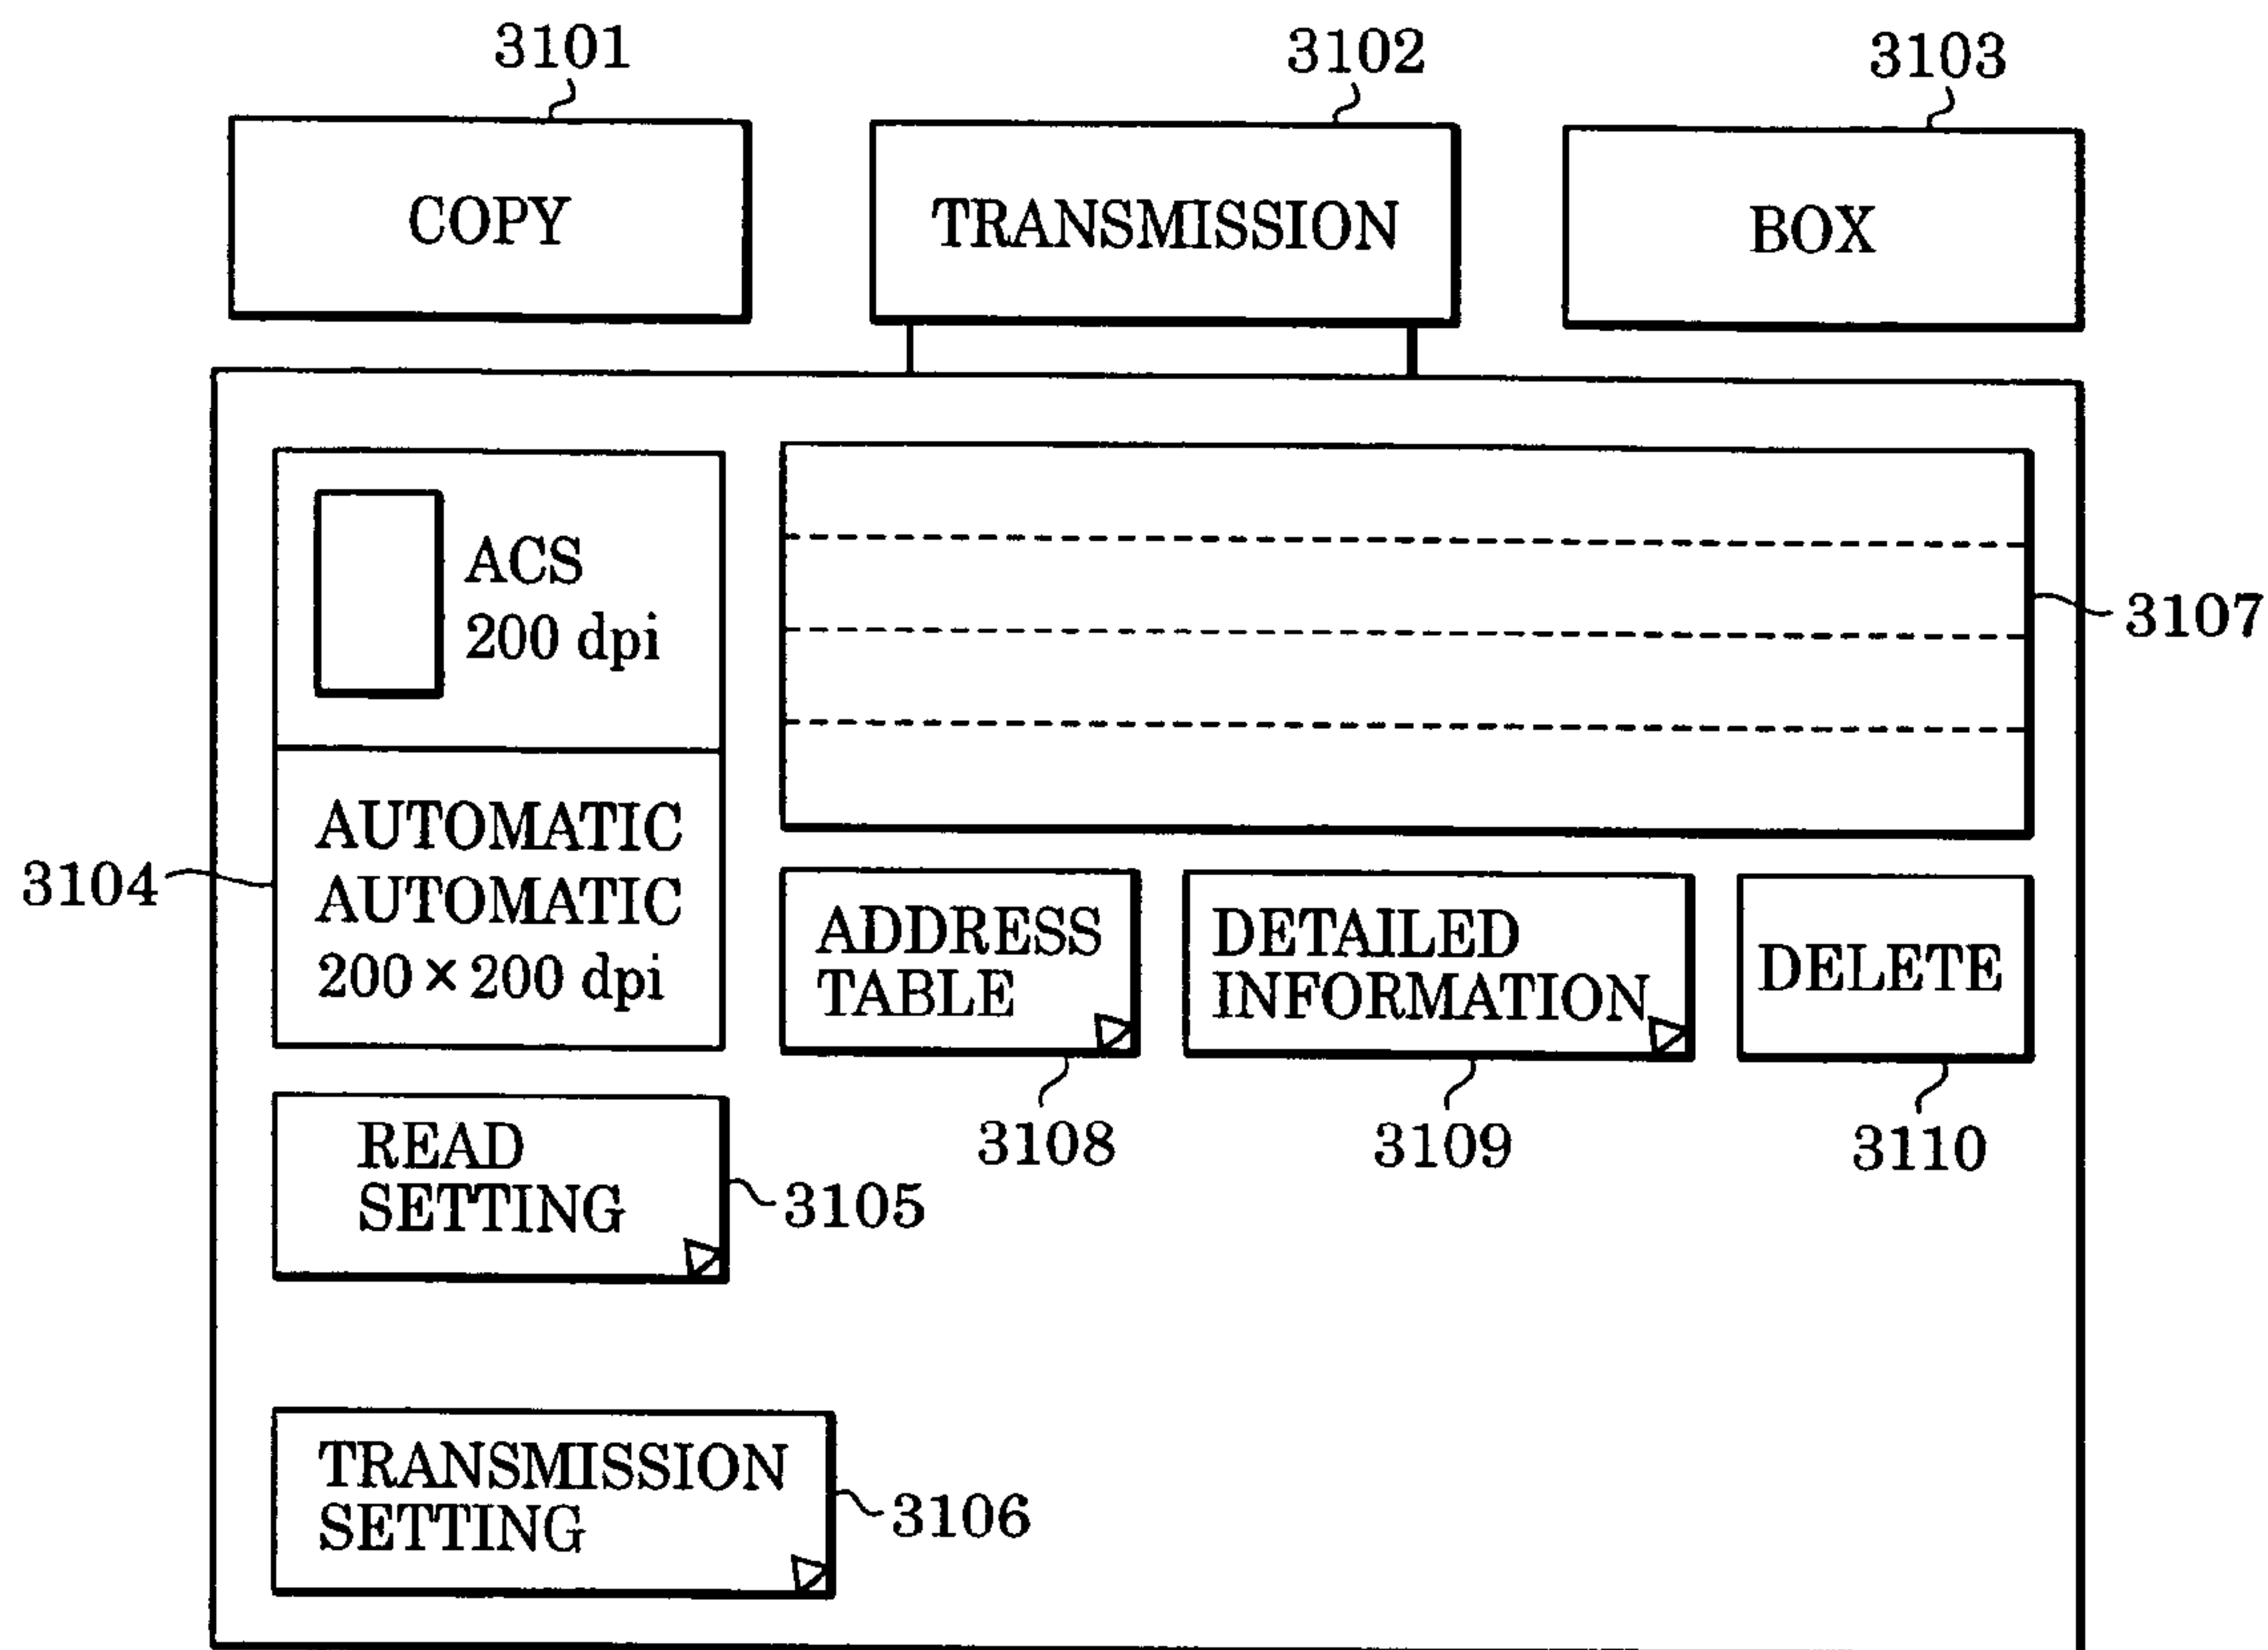 3101
3102
3103
COPY
TRANSMISSION
BOX
ACS
200 dpi
3107
AUTOMATIC
AUTOMATIC
200×200 dpi
3104
ADDRESS
TABLE
DETAILED
INFORMATION
DELETE
3108
3109
3110
READ
SETTING
3105
TRANSMISSION
SETTING
3106